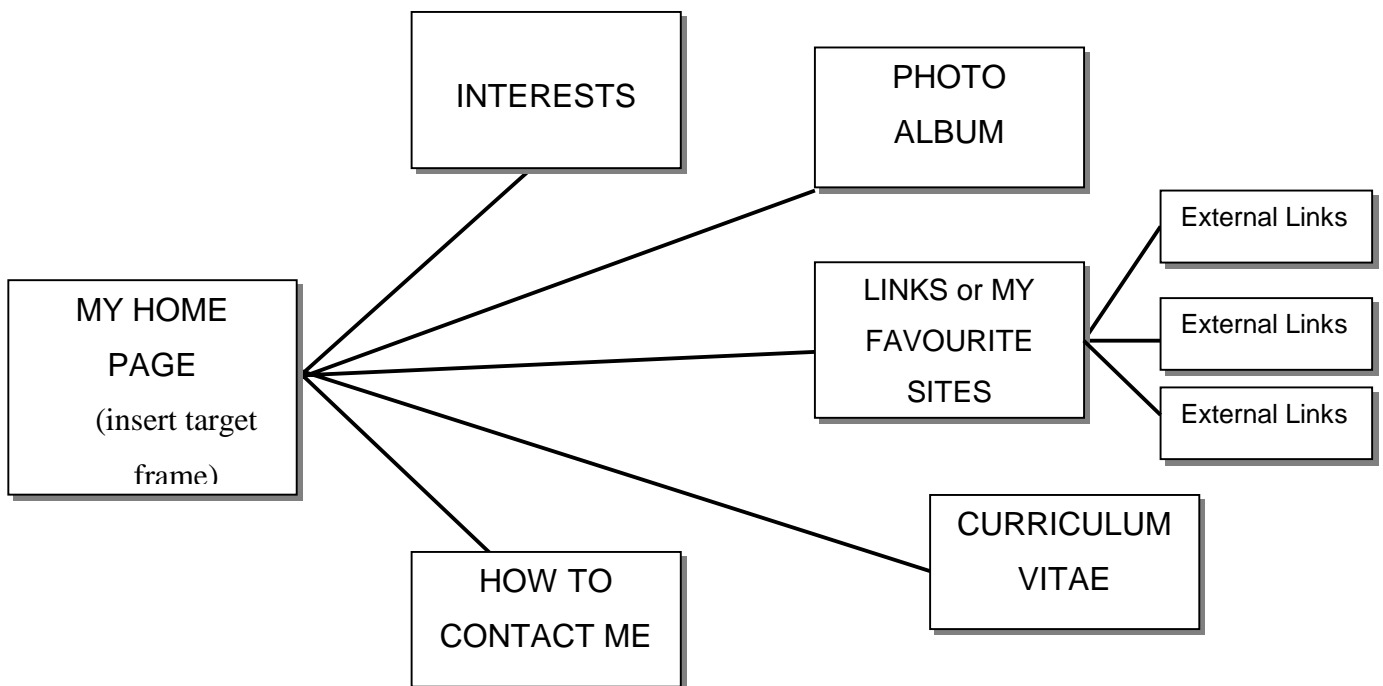 INTERESTS
PHOTO
ALBUM
External Links
MY HOME
PAGE
(insert target
frame)
LINKS or MY
FAVOURITE
SITES
External Links
External Links
CURRICULUM
VITAE
HOW TO
CONTACT ME